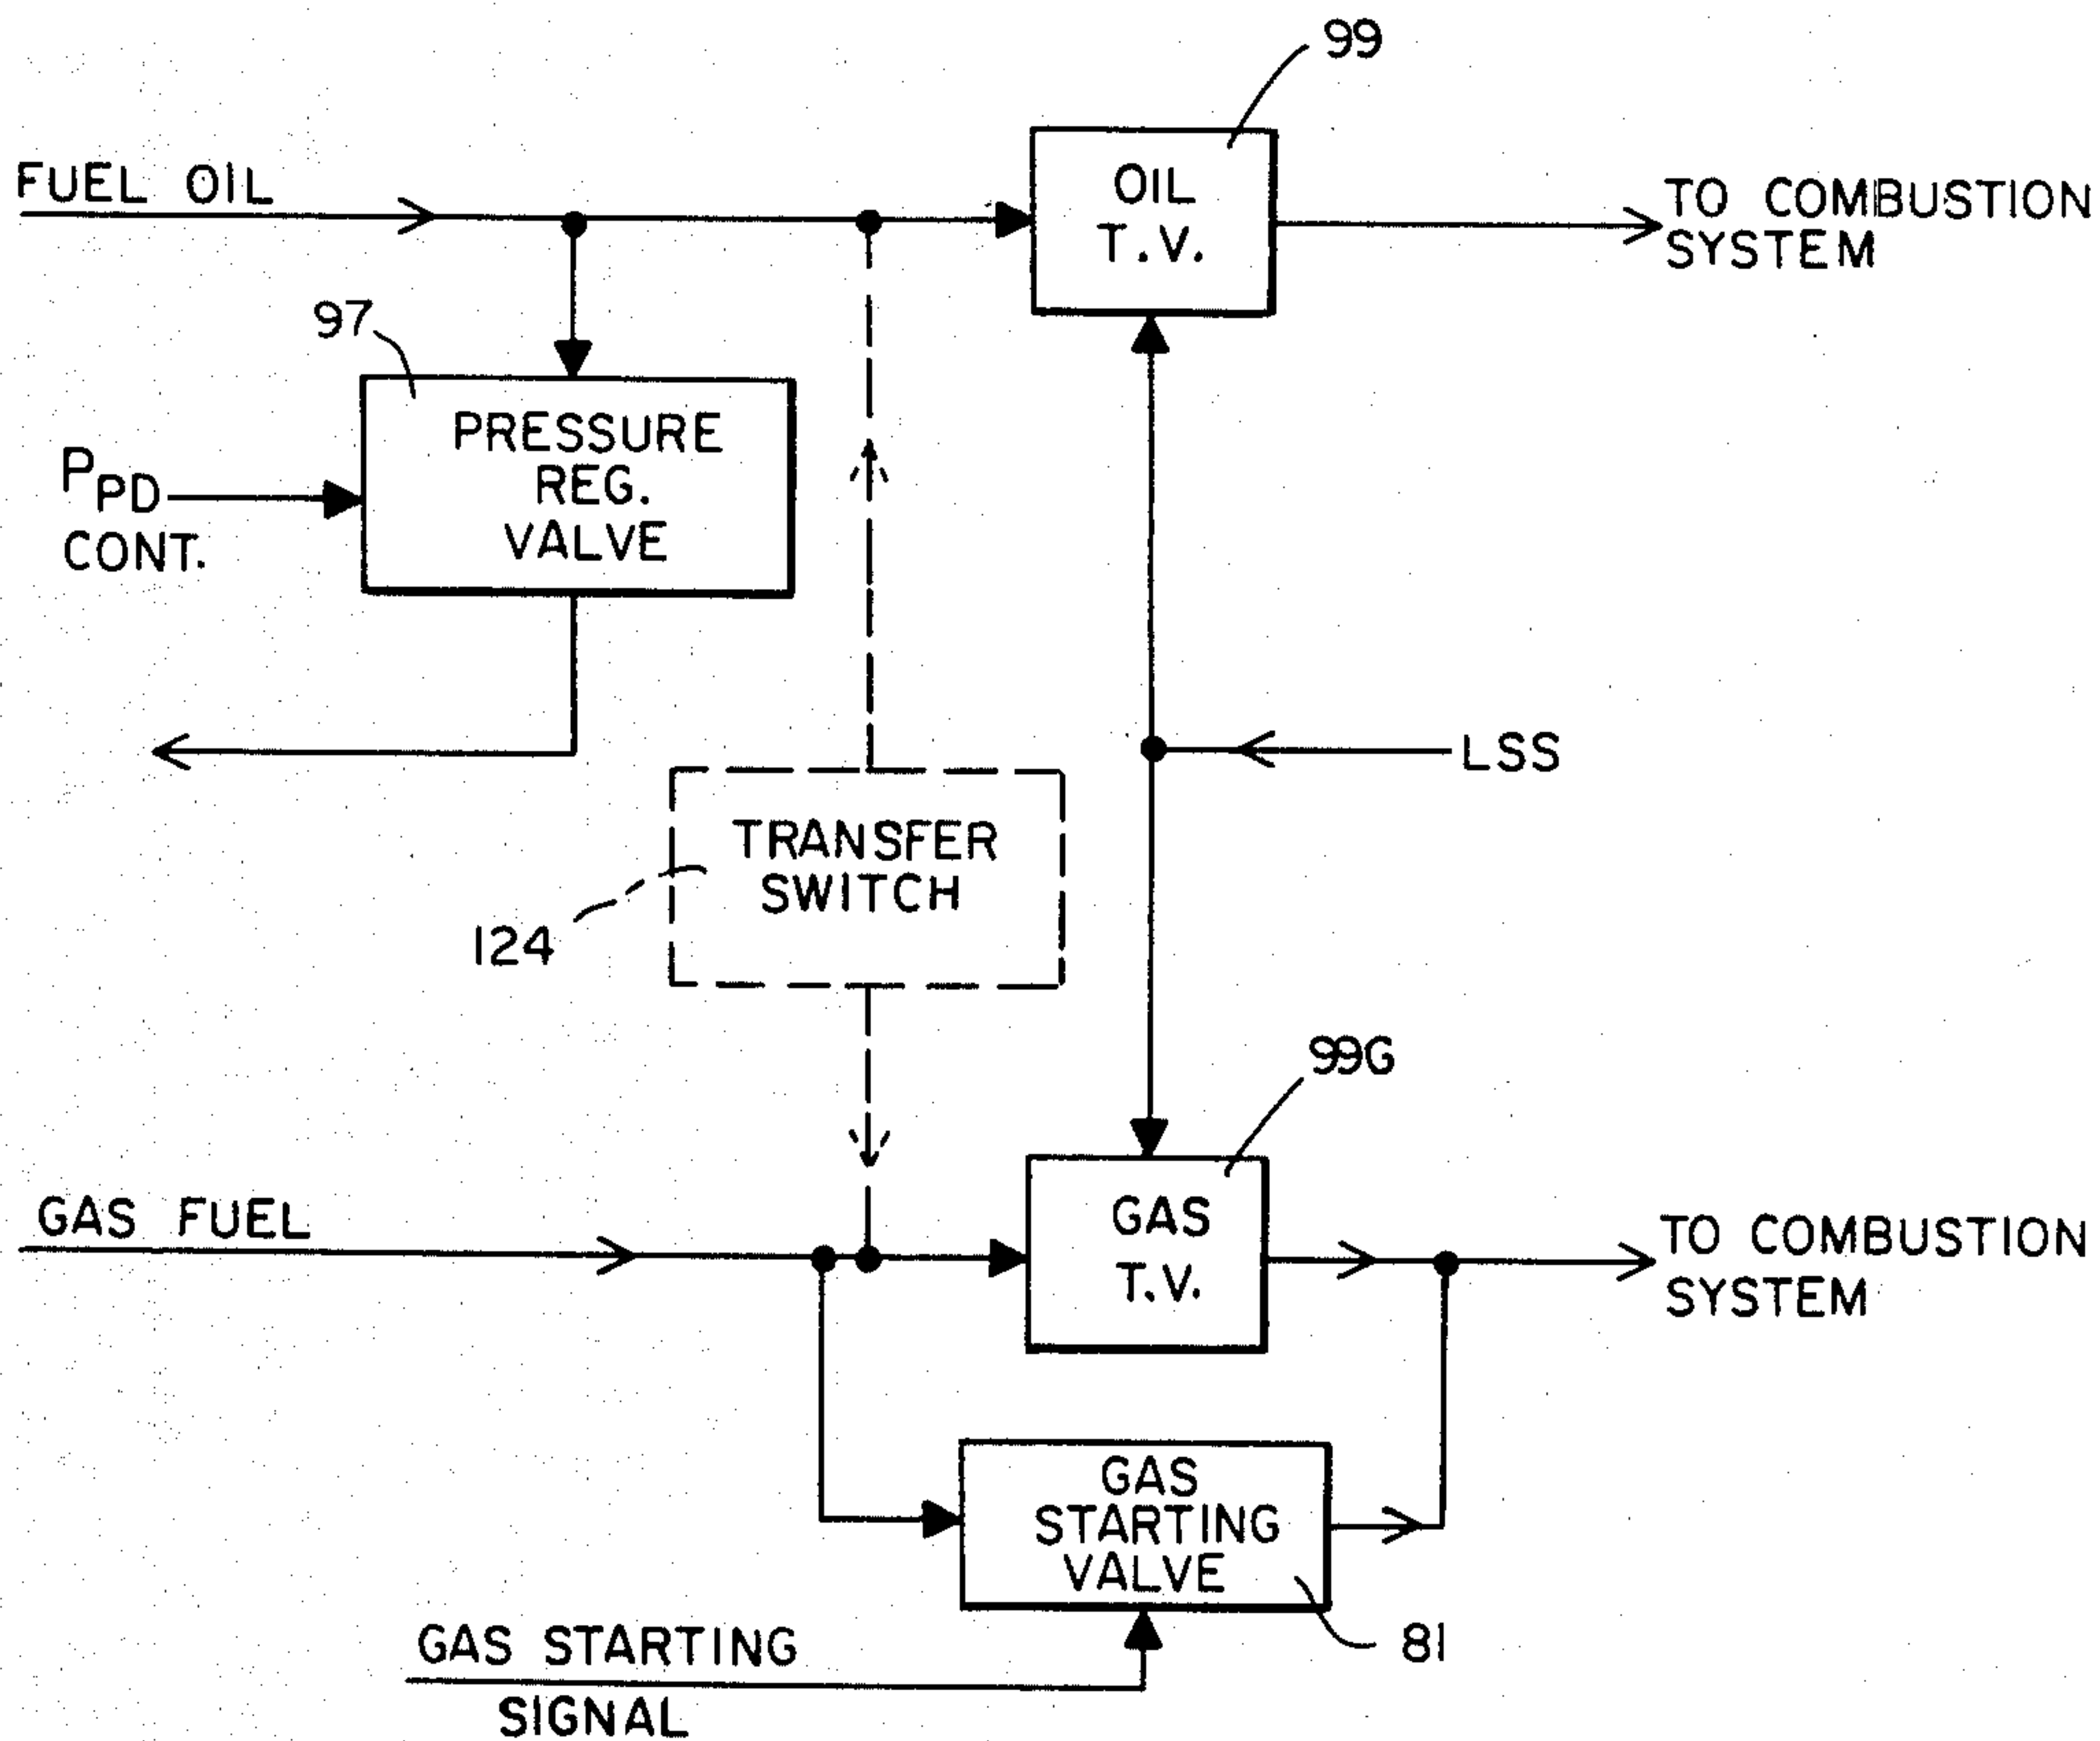 99
FUEL OIL
OIL
T.V.
TO COMBUSTION
SYSTEM
97
PRESSURE
REG.
VALVE
PPD
CONT.
LSS
TRANSFER
SWITCH
124
99G
GAS FUEL
GAS
T.V.
TO COMBUSTION
SYSTEM
GAS
STARTING
VALVE
81
GAS STARTING
SIGNAL